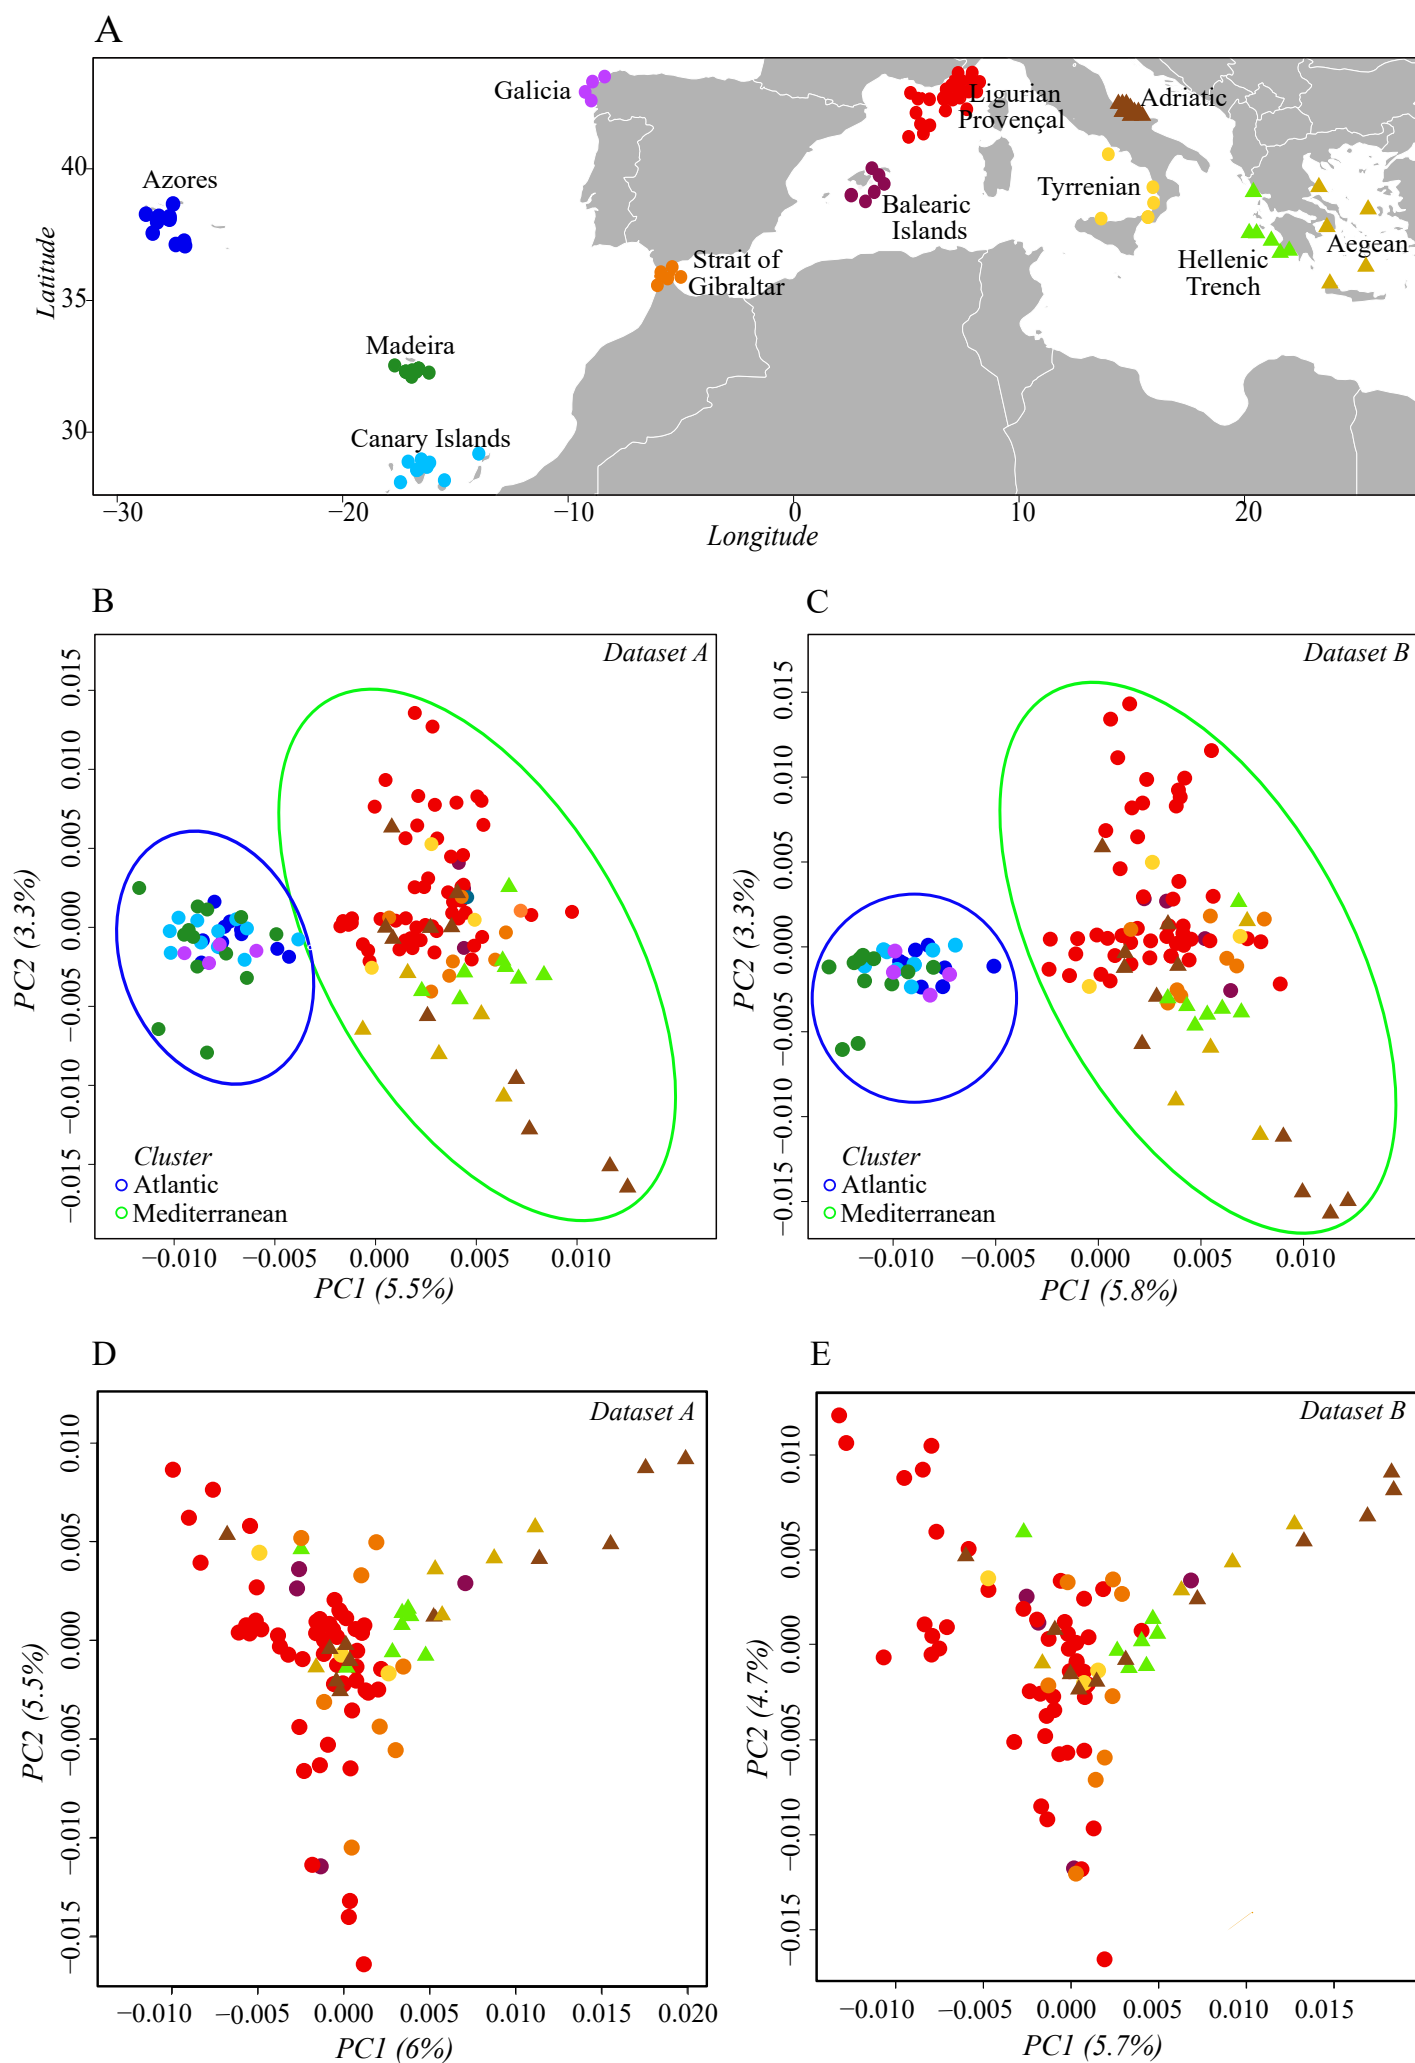 A
Galicia
Ligurian
Provençal
Adriatic
Azores
Tyrrenian
Balearic
Islands
Strait of
Gibraltar
Hellenic
Trench
Aegean
Madeira
Canary Islands
Latitude
40
35
30
−30
−20
−10
0
10
20
Longitude
B
Dataset A
PC2 (3.3%)
0.015
0.010
0.005
0.000
−0.005
−0.010
−0.015
Cluster
Atlantic
Mediterranean
−0.010
−0.005
0.000
0.005
0.010
PC1 (5.5%)
C
Dataset B
PC2 (3.3%)
0.015
0.010
0.005
0.000
−0.005
−0.010
−0.015
Cluster
Atlantic
Mediterranean
−0.010
−0.005
0.000
0.005
0.010
PC1 (5.8%)
D
Dataset A
PC2 (5.5%)
0.010
0.005
0.000
−0.005
−0.010
−0.015
−0.010
−0.005
0.000
0.005
0.010
0.015
0.020
PC1 (6%)
E
Dataset B
PC2 (4.7%)
0.010
0.005
0.000
−0.005
−0.010
−0.015
−0.010
−0.005
0.000
0.005
0.010
0.015
PC1 (5.7%)